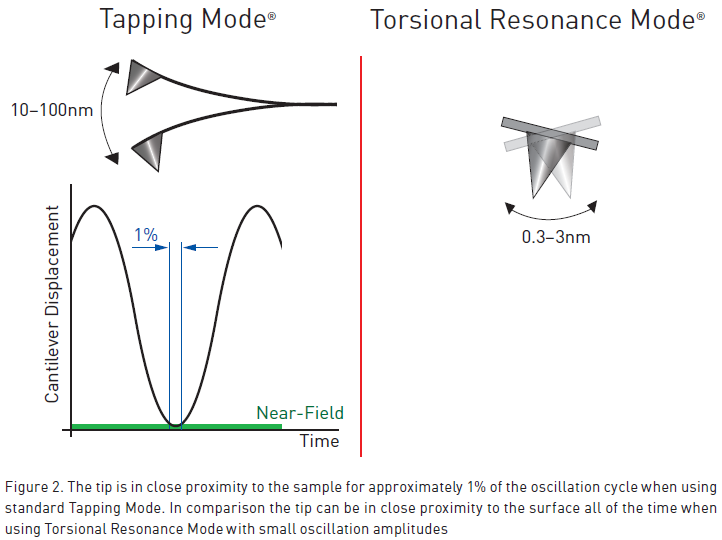 Tapping Mode®
Torsional Resonance Mode®
10–100nm
0.3–3nm
Cantilever Displacement
1%
Near-Field
Time
Figure 2. The tip is in close proximity to the sample for approximately 1% of the oscillation cycle when using
standard Tapping Mode. In comparison the tip can be in close proximity to the surface all of the time when
using Torsional Resonance Mode with small oscillation amplitudes